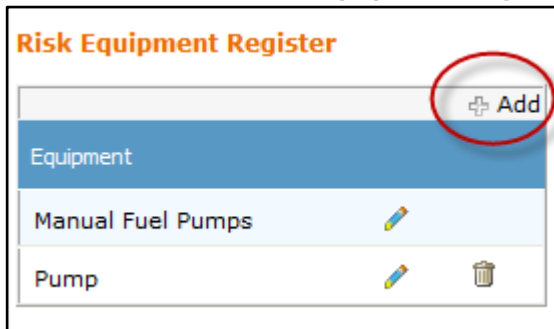 Risk Equipment Register
Add
Equipment
Manual Fuel Pumps
Pump